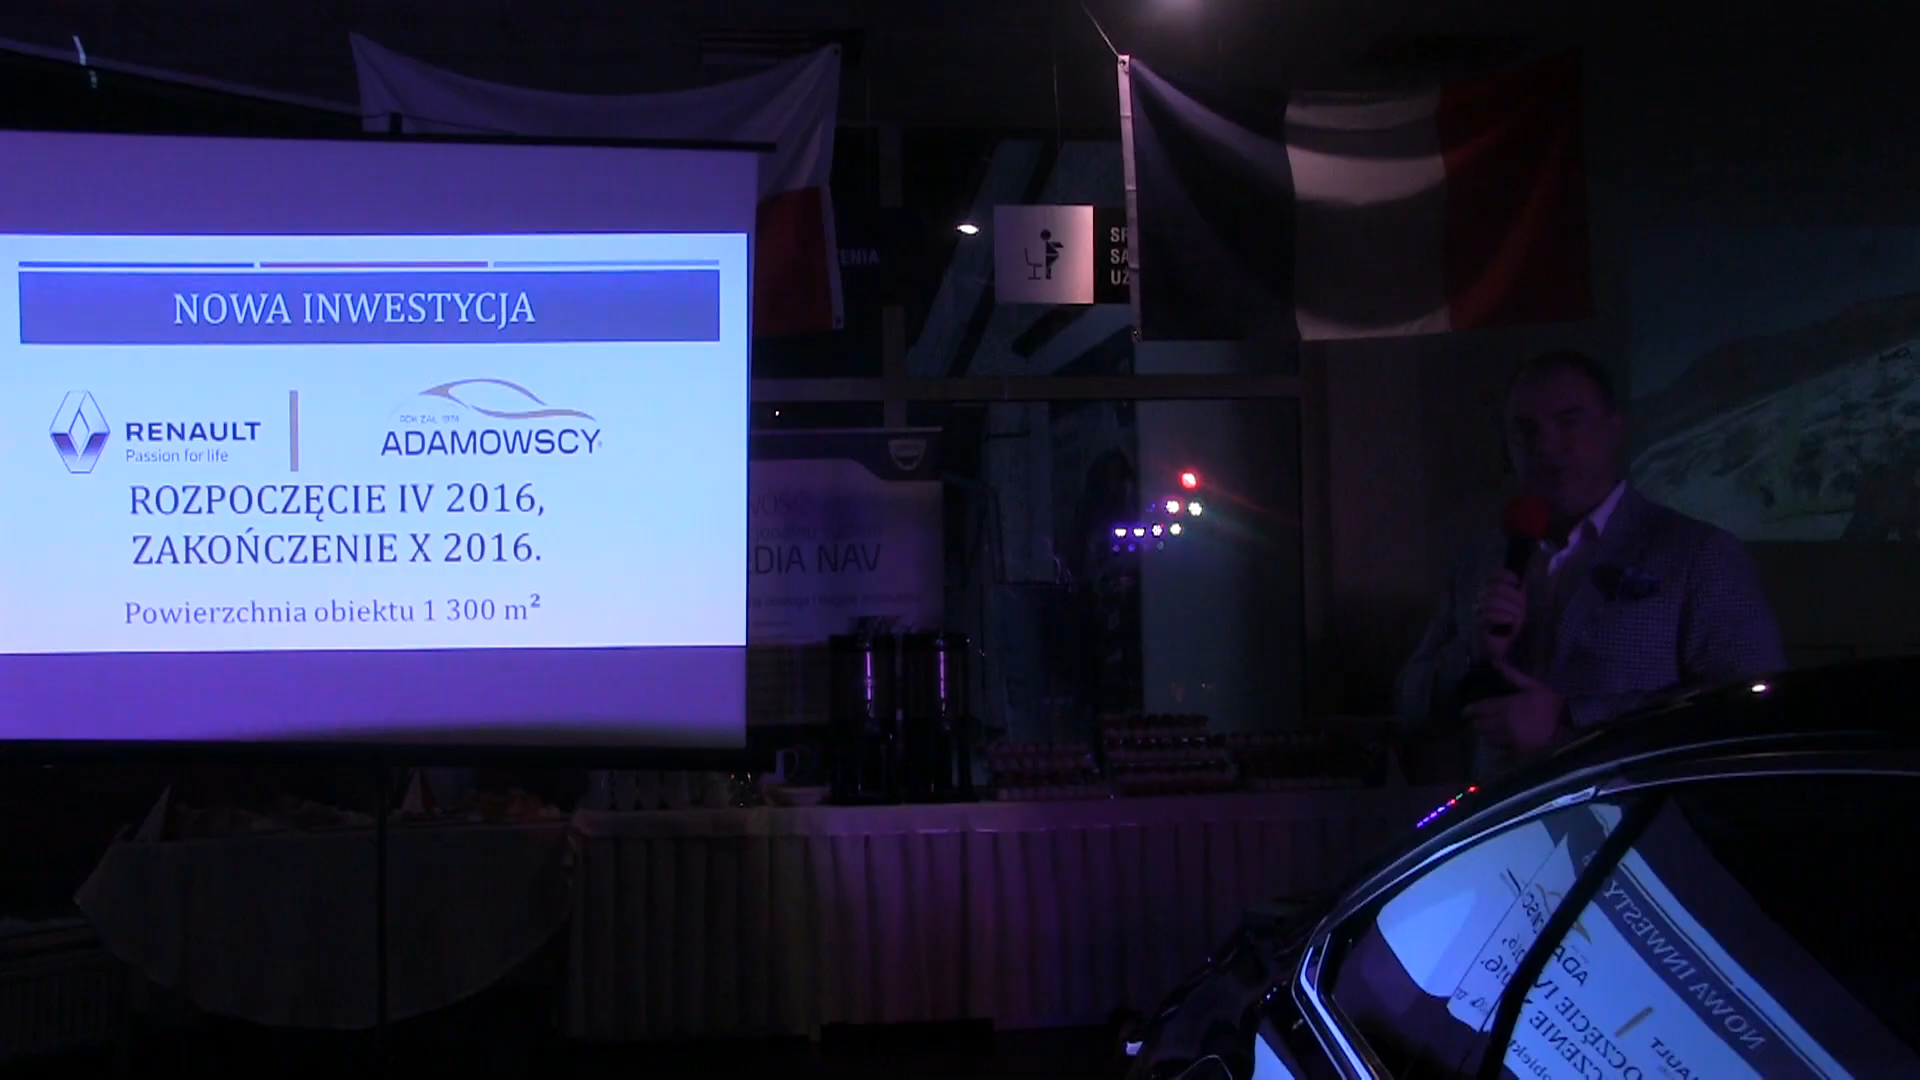 NOWA INWESTYCJA
RENAULT
Passion for life
ROK ZAŁ. 1974
ADAMOWSCY
ROZPOCZĘCIE IV 2016,
ZAKOŃCZENIE X 2016.
Powierzchnia obiektu 1 300 m²
NAV